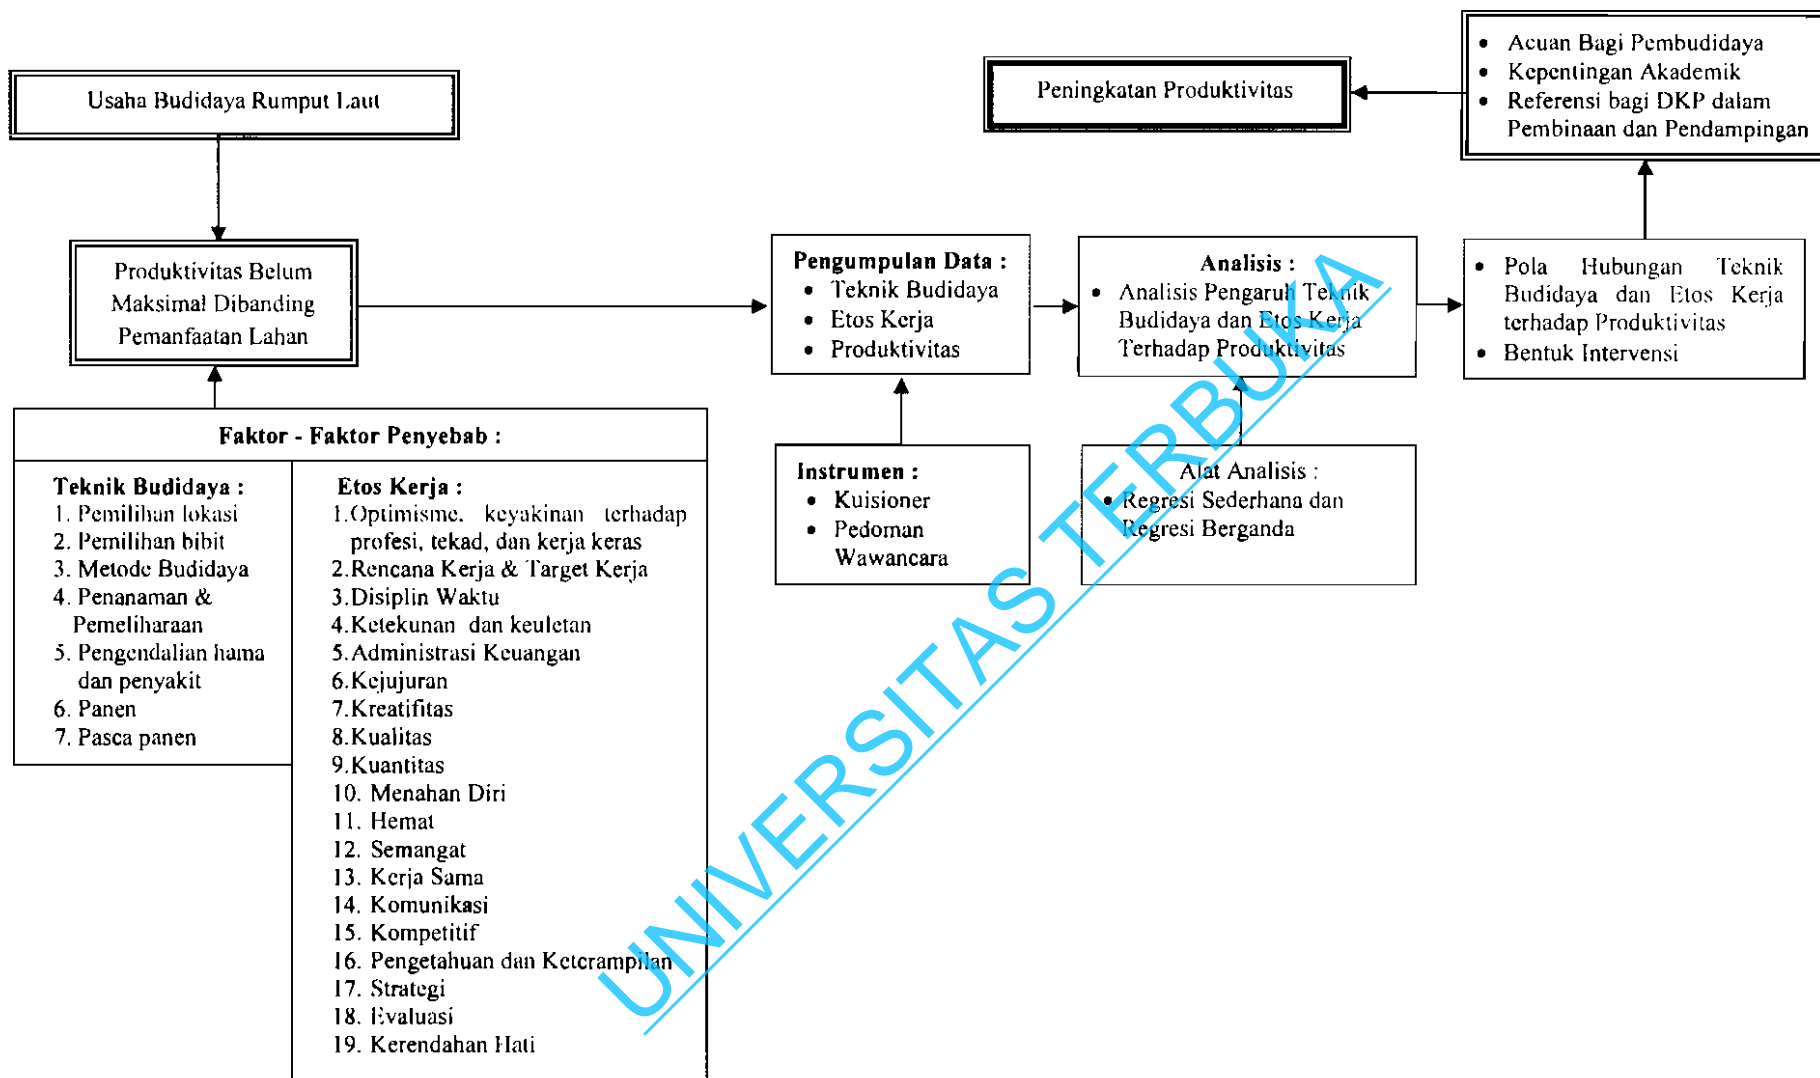 Usaha Budidaya Rumput Laut
Produktivitas Belum
Maksimal Dibanding
Pemanfaatan Lahan
Faktor - Faktor Penyebab :
Teknik Budidaya :
1. Pemilihan lokasi
2. Pemilihan bibit
3. Metode Budidaya
4. Penanaman &
Pemeliharaan
5. Pengendalian hama
dan penyakit
6. Panen
7. Pasca panen
Etos Kerja :
1.Optimisme, keyakinan terhadap
profesi, tekad, dan kerja keras
2.Rencana Kerja & Target Kerja
3.Disiplin Waktu
4.Ketekunan dan keuletan
5.Administrasi Keuangan
6.Kejujuran
7.Kreatifitas
8.Kualitas
9.Kuantitas
10. Menahan Diri
11. Hemat
12. Semangat
13. Kerja Sama
14. Komunikasi
15. Kompetitif
16. Pengetahuan dan Keterampilan
17. Strategi
18. Evaluasi
19. Kerendahan Hati
Pengumpulan Data :
• Teknik Budidaya
• Etos Kerja
• Produktivitas
Instrumen :
• Kuisioner
• Pedoman
Wawancara
Analisis :
• Analisis Pengaruh Teknik
Budidaya dan Etos Kerja
Terhadap Produktivitas
Alat Analisis :
• Regresi Sederhana dan
Regresi Berganda
• Pola Hubungan Teknik
Budidaya dan Etos Kerja
terhadap Produktivitas
• Bentuk Intervensi
• Acuan Bagi Pembudidaya
• Kepentingan Akademik
• Referensi bagi DKP dalam
Pembinaan dan Pendampingan
Peningkatan Produktivitas
UNIVERSITAS TERBUKA